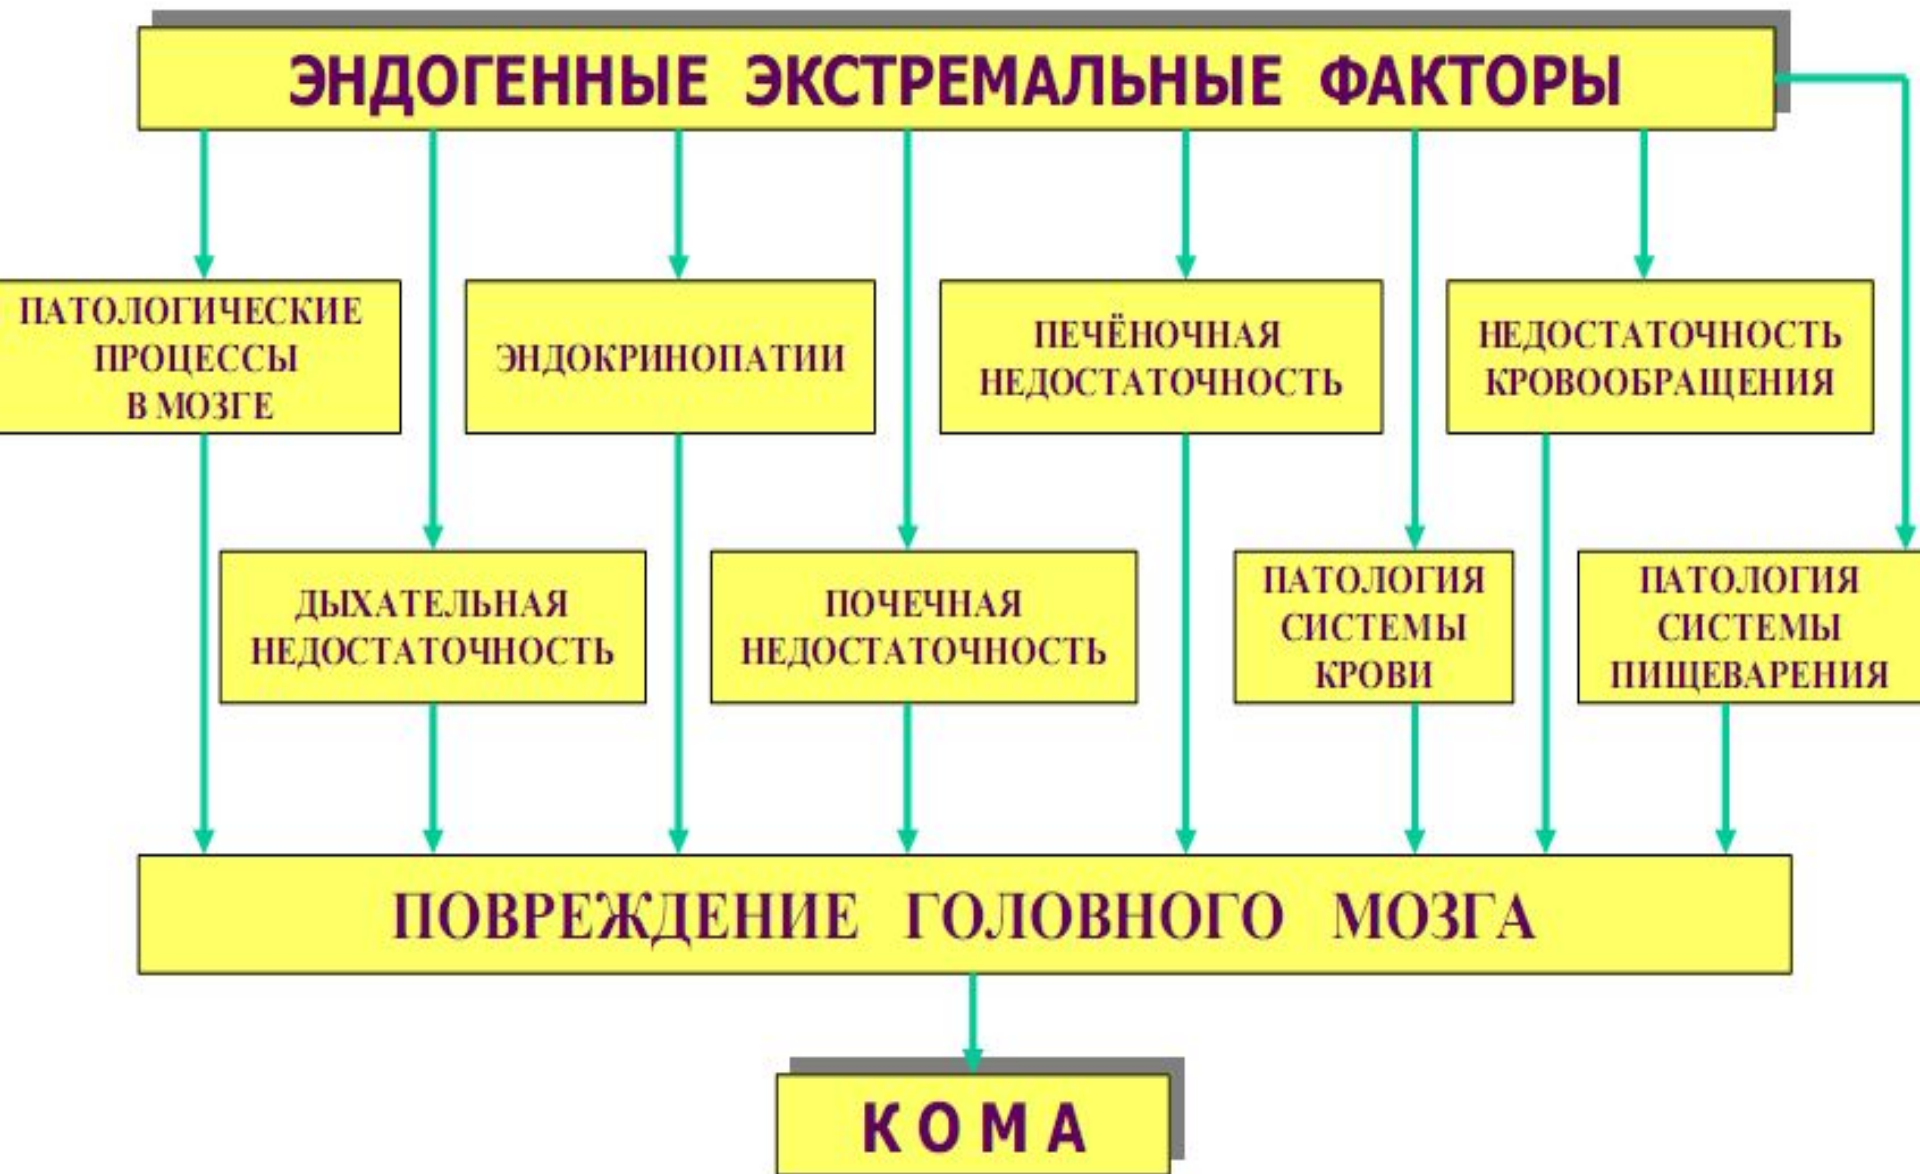 ЭНДОГЕННЫЕ ЭКСТРЕМАЛЬНЫЕ ФАКТОРЫ
ПАТОЛОГИЧЕСКИЕ
ПРОЦЕССЫ
В МОЗГЕ
ЭНДОКРИНОПАТИИ
ПЕЧЁНОЧНАЯ
НЕДОСТАТОЧНОСТЬ
НЕДОСТАТОЧНОСТЬ
КРОВООБРАЩЕНИЯ
ДЫХАТЕЛЬНАЯ
НЕДОСТАТОЧНОСТЬ
ПОЧЕЧНАЯ
НЕДОСТАТОЧНОСТЬ
ПАТОЛОГИЯ
СИСТЕМЫ
КРОВИ
ПАТОЛОГИЯ
СИСТЕМЫ
ПИЩЕВАРЕНИЯ
ПОВРЕЖДЕНИЕ ГОЛОВНОГО МОЗГА
К О М А